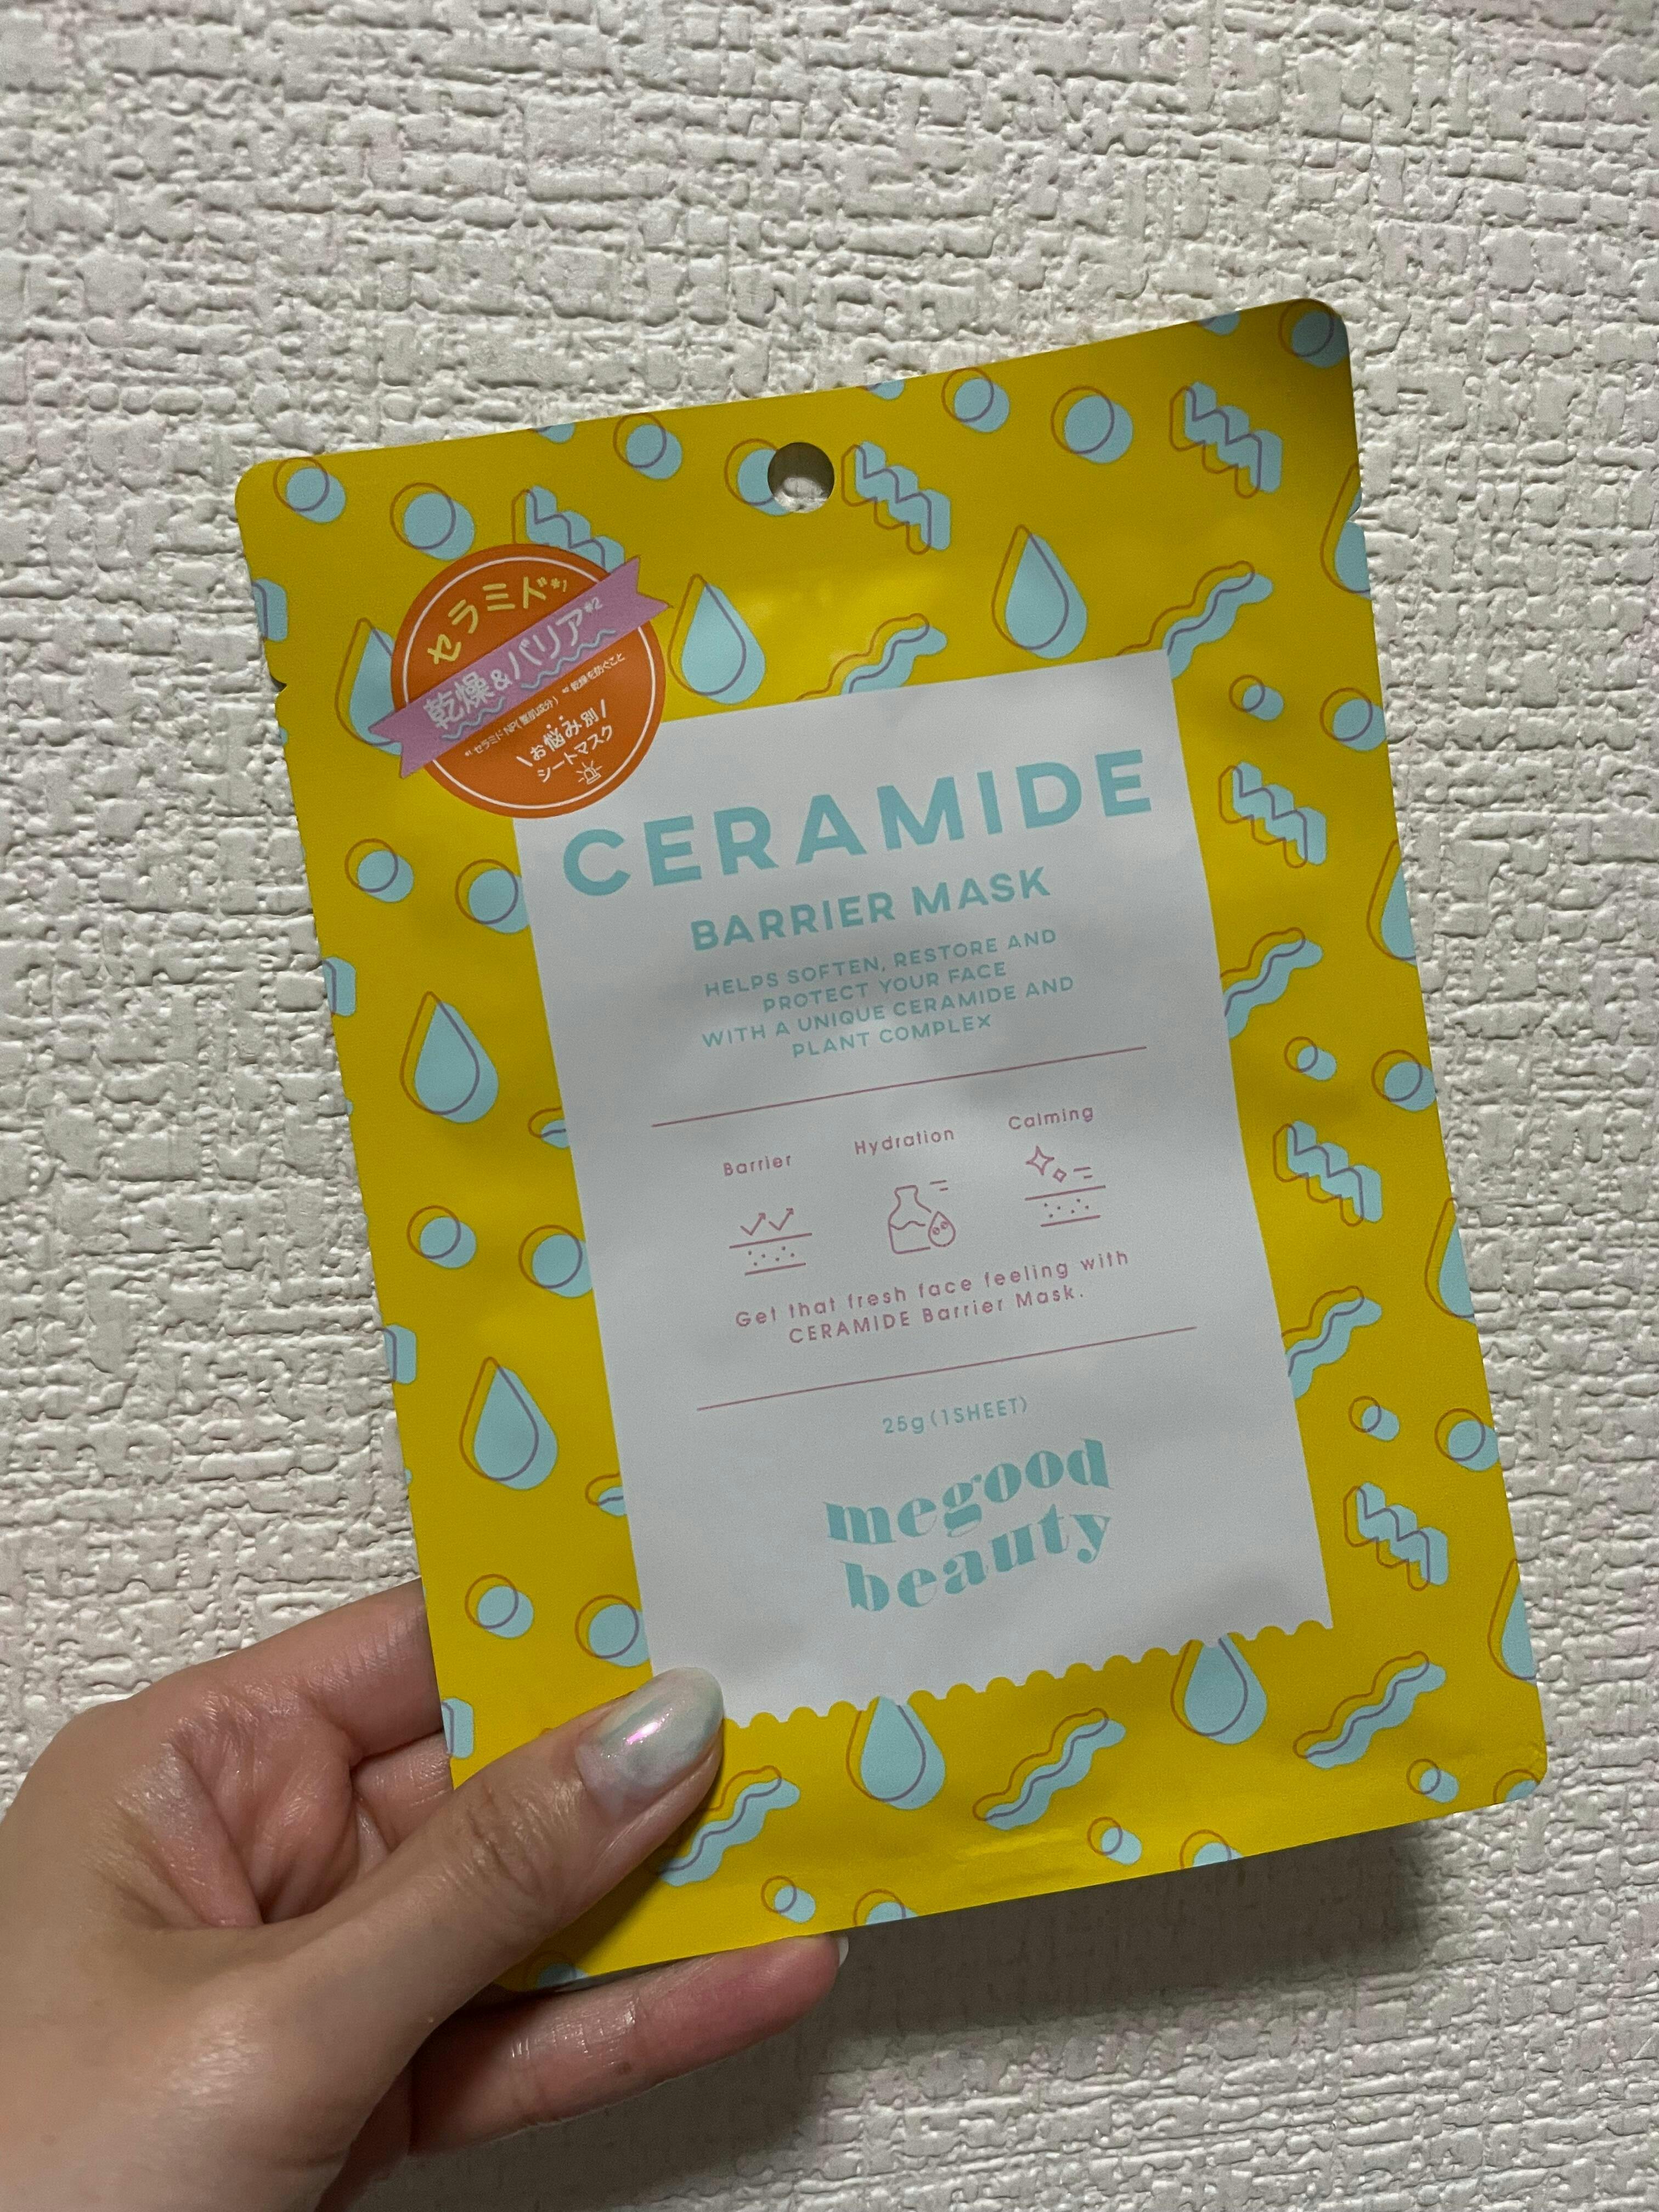 セラミド*1
乾燥&バリア*2
*1 セラミドNP(整肌成分) *2 乾燥を防ぐこと
\お悩み別/
シートマスク
CERAMIDE
BARRIER MASK
HELPS SOFTEN, RESTORE AND
PROTECT YOUR FACE
WITH A UNIQUE CERAMIDE AND
PLANT COMPLEX
Barrier Hydration Calming
Get that fresh face feeling with
CERAMIDE Barrier Mask.
25g(1SHEET)
megood
beauty